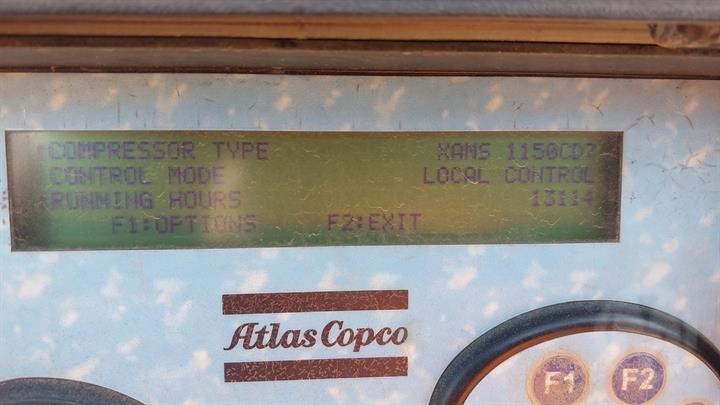 COMPRESSOR TYPE XAMS 1150CD7
CONTROL MODE LOCAL CONTROL
RUNNING HOURS 13114
F1:OPTIONS F2:EXIT
Atlas Copco
F1 F2